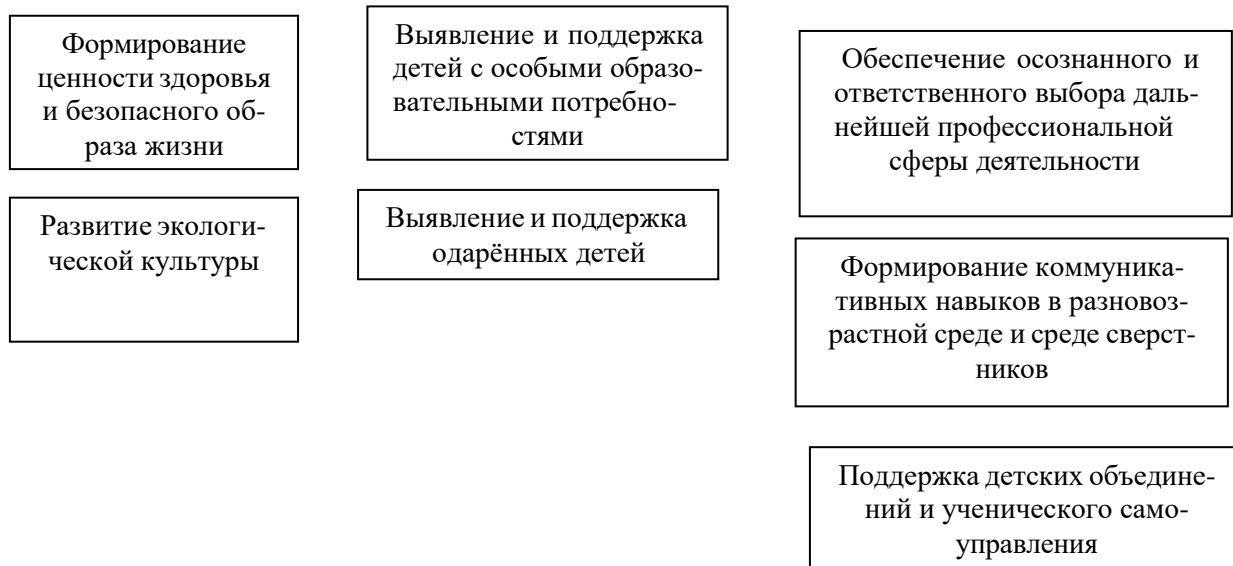 Формирование
ценности здоровья
и безопасного об-
раза жизни
Развитие экологи-
ческой культуры
Выявление и поддержка
детей с особыми образо-
вательными потребно-
стями
Выявление и поддержка
одарённых детей
Обеспечение осознанного и
ответственного выбора даль-
нейшей профессиональной
сферы деятельности
Формирование коммуника-
тивных навыков в разновоз-
растной среде и среде сверст-
ников
Поддержка детских объедине-
ний и ученического само-
управления